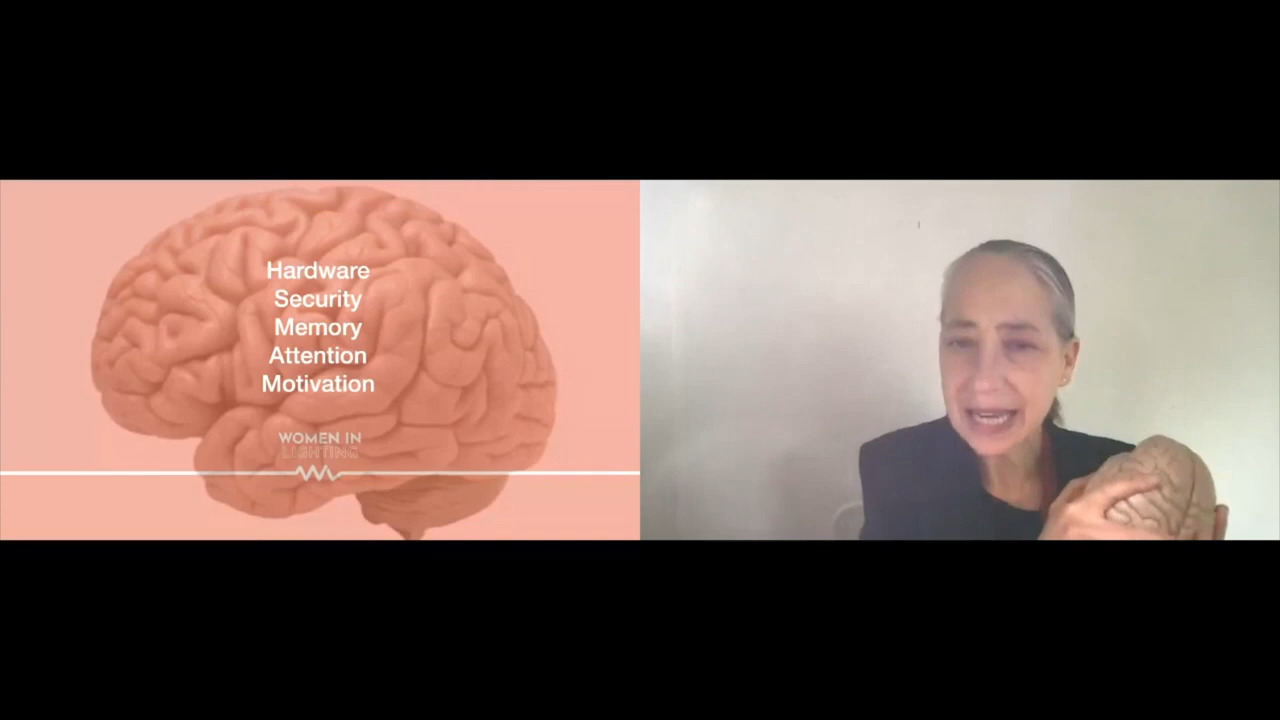 Hardware
Security
Memory
Attention
Motivation
WOMEN IN
LIGHTING